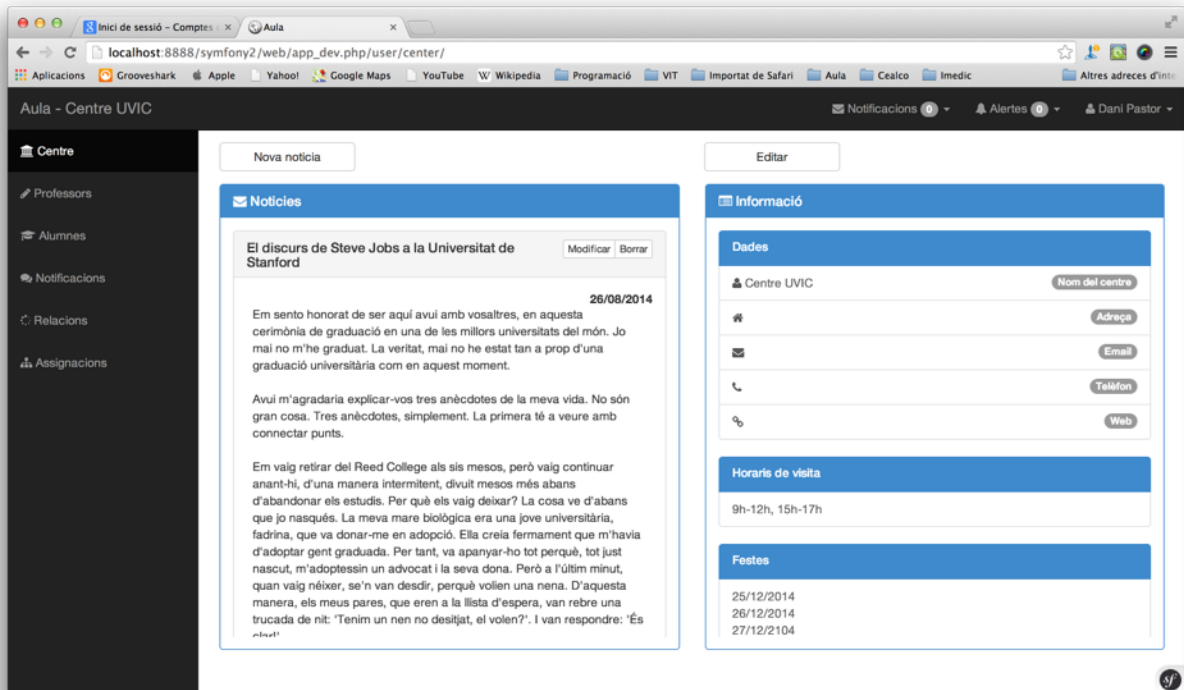 Inici de sessió - Comptes
Aula
localhost:8888/symfony2/web/app_dev.php/user/center/
Aplicacions Grooveshark Apple Yahoo! Google Maps YouTube Wikipedia Programació VIT Importat de Safari Aula Cealco Imedic Altres adreces d'inte
Aula - Centre UVIC
Notificacions 0 Alertes 0 Dani Pastor
Centre
Professors
Alumnes
Notificacions
Relacions
Assignacions
Nova noticia
Noticies
El discurs de Steve Jobs a la Universitat de
Stanford
Modificar Borrar
26/08/2014
Em sento honorat de ser aquí avui amb vosaltres, en aquesta
cerimònia de graduació en una de les millors universitats del món. Jo
mai no m'he graduat. La veritat, mai no he estat tan a prop d'una
graduació universitària com en aquest moment.
Avui m'agradaria explicar-vos tres anècdotes de la meva vida. No són
gran cosa. Tres anècdotes, simplement. La primera té a veure amb
connectar punts.
Em vaig retirar del Reed College als sis mesos, però vaig continuar
anant-hi, d'una manera intermitent, divuit mesos més abans
d'abandonar els estudis. Per què els vaig deixar? La cosa ve d'abans
que jo nasqués. La meva mare biològica era una jove universitària,
fadrina, que va donar-me en adopció. Ella creia fermament que m'havia
d'adoptar gent graduada. Per tant, va apanyar-ho tot perquè, tot just
nascut, m'adoptessin un advocat i la seva dona. Però a l'últim minut,
quan vaig néixer, se'n van desdir, perquè volien una nena. D'aquesta
manera, els meus pares, que eren a la llista d'espera, van rebre una
trucada de nit: 'Tenim un nen no desitjat, el volen?'. I van respondre: 'És
clar!'
Editar
Informació
Dades
Centre UVIC Nom del centre
Adreça
Email
Telèfon
Web
Horaris de visita
9h-12h, 15h-17h
Festes
25/12/2014
26/12/2014
27/12/2104
sf